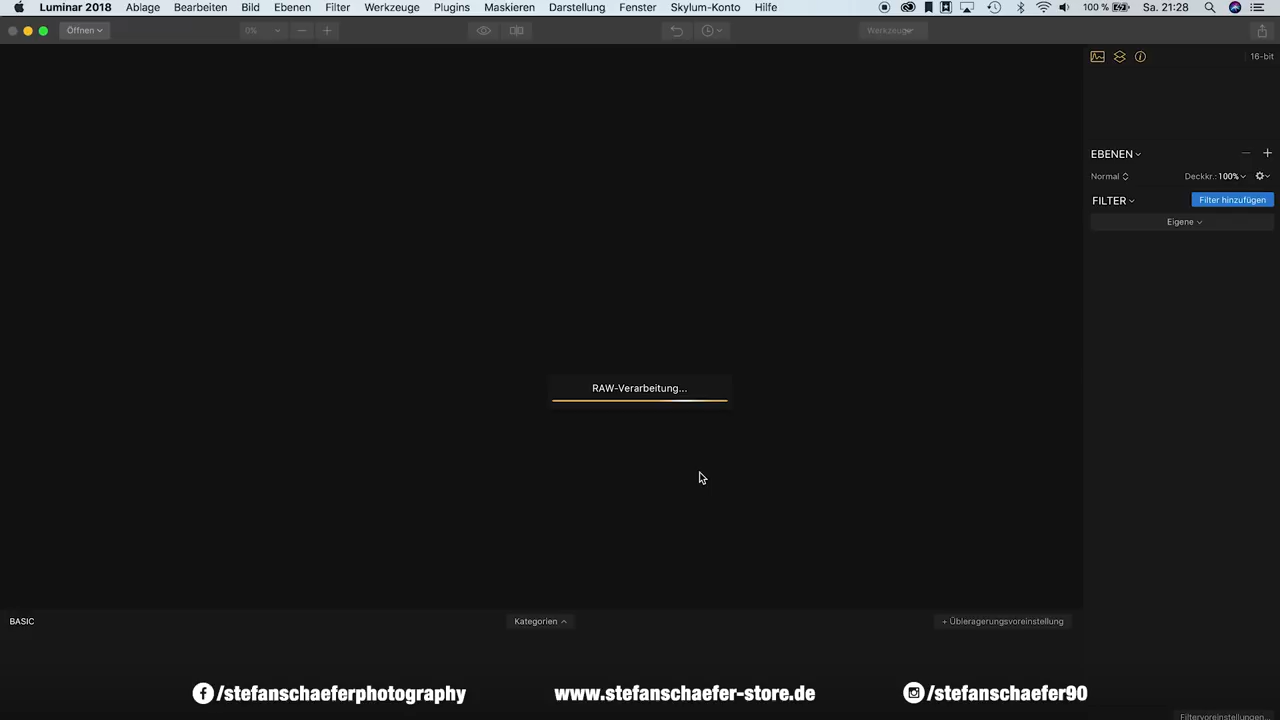 Luminar 2018 Ablage Bearbeiten Bild Ebenen Filter Werkzeuge Plugins Maskieren Darstellung Fenster Skylum-Konto Hilfe 100 % Sa. 21:28
Öffnen 0% Werkzeuge
16-bit
EBENEN
Normal Deckkr.: 100%
FILTER Filter hinzufügen
Eigene
RAW-Verarbeitung...
BASIC Kategorien + Übleragerungsvoreinstellung
/stefanschaeferphotography www.stefanschaefer-store.de /stefanschaefer90
Filtervoreinstellungen...